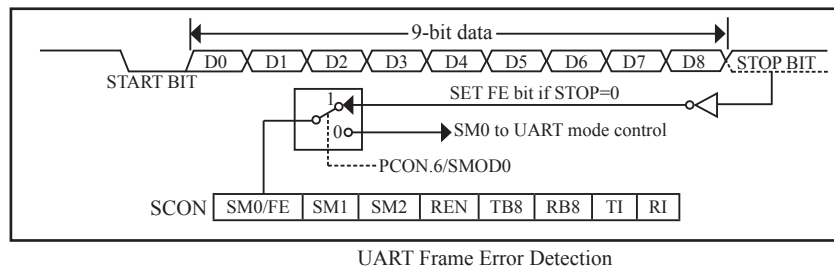 9-bit data
D0 D1 D2 D3 D4 D5 D6 D7 D8 STOP BIT
START BIT
SET FE bit if STOP=0
1
0 SM0 to UART mode control
PCON.6/SMOD0
SCON SM0/FE SM1 SM2 REN TB8 RB8 TI RI
UART Frame Error Detection